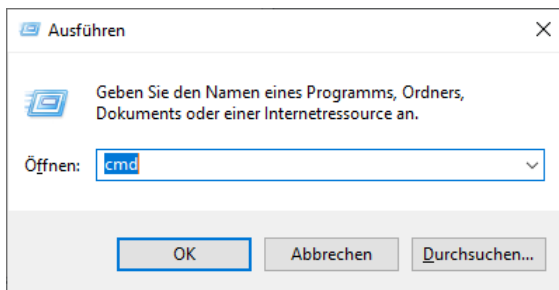 Ausführen
Geben Sie den Namen eines Programms, Ordners,
Dokuments oder einer Internetressource an.
Öffnen: cmd
OK Abbrechen Durchsuchen...